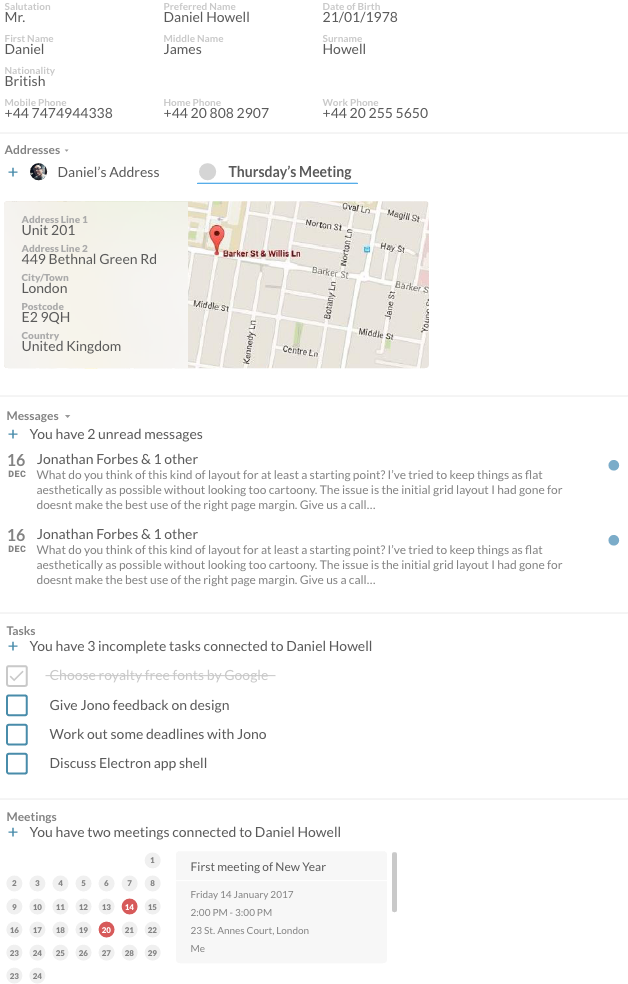 Salutation
Preferred Name
Date of Birth
Mr.
Daniel Howell
21/01/1978
First Name
Middle Name
Surname
Daniel
James
Howell
Nationality
British
Mobile Phone
Home Phone
Work Phone
+44 7474944338
+44 20 808 2907
+44 20 255 5650
Addresses
+ Daniel's Address
Thursday's Meeting
Address Line 1
Unit 201
Address Line 2
449 Bethnal Green Rd
City/Town
London
Postcode
E2 9QH
Country
United Kingdom
Oval Ln
Magill St
Norton St
Norton Ln
Hay St
Barker St & Willis Ln
Barker St
Barker S
Botany Ln
Jane St
Young
Middle St
Middle St
Kennedy Ln
Centre Ln
Messages
+ You have 2 unread messages
16 DEC
Jonathan Forbes & 1 other
What do you think of this kind of layout for at least a starting point? I've tried to keep things as flat
aesthetically as possible without looking too cartoony. The issue is the initial grid layout I had gone for
doesnt make the best use of the right page margin. Give us a call...
16 DEC
Jonathan Forbes & 1 other
What do you think of this kind of layout for at least a starting point? I've tried to keep things as flat
aesthetically as possible without looking too cartoony. The issue is the initial grid layout I had gone for
doesnt make the best use of the right page margin. Give us a call...
Tasks
+ You have 3 incomplete tasks connected to Daniel Howell
Choose royalty free fonts by Google
Give Jono feedback on design
Work out some deadlines with Jono
Discuss Electron app shell
Meetings
+ You have two meetings connected to Daniel Howell
1
2 3 4 5 6 7 8
9 10 11 12 13 14 15
16 17 18 19 20 21 22
23 24 25 26 27 28 29
23 24
First meeting of New Year
Friday 14 January 2017
2:00 PM - 3:00 PM
23 St. Annes Court, London
Me